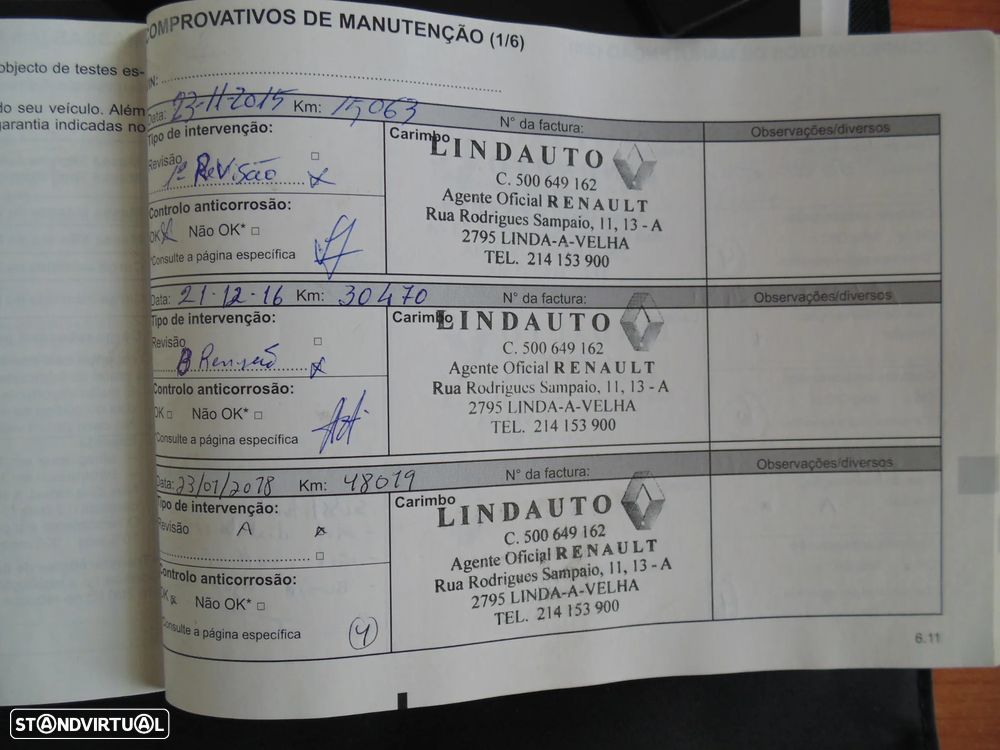 COMPROVATIVOS DE MANUTENÇÃO (1/6)
objecto de testes es-
do seu veículo. Além
garantia indicadas no
VIN:
Data: 23-11-2015 Km: 15,063 N° da factura: Observações/diversos
Tipo de intervenção:
Revisão □
1ª Revisão x
Controlo anticorrosão:
OK x Não OK* □
*Consulte a página específica
Carimbo
LINDAUTO
C. 500 649 162
Agente Oficial RENAULT
Rua Rodrigues Sampaio, 11, 13 - A
2795 LINDA-A-VELHA
TEL. 214 153 900
Data: 21-12-16 Km: 30470 N° da factura: Observações/diversos
Tipo de intervenção:
Revisão □
B Revisão x
Controlo anticorrosão:
OK □ Não OK* □
*Consulte a página específica
Carimbo
LINDAUTO
C. 500 649 162
Agente Oficial RENAULT
Rua Rodrigues Sampaio, 11, 13 - A
2795 LINDA-A-VELHA
TEL. 214 153 900
Data: 23/01/2018 Km: 48019 N° da factura: Observações/diversos
Tipo de intervenção:
Revisão A x
□
Controlo anticorrosão:
OK x Não OK* □
*Consulte a página específica
Carimbo
LINDAUTO
C. 500 649 162
Agente Oficial RENAULT
Rua Rodrigues Sampaio, 11, 13 - A
2795 LINDA-A-VELHA
TEL. 214 153 900
6.11
STANDVIRTUAL